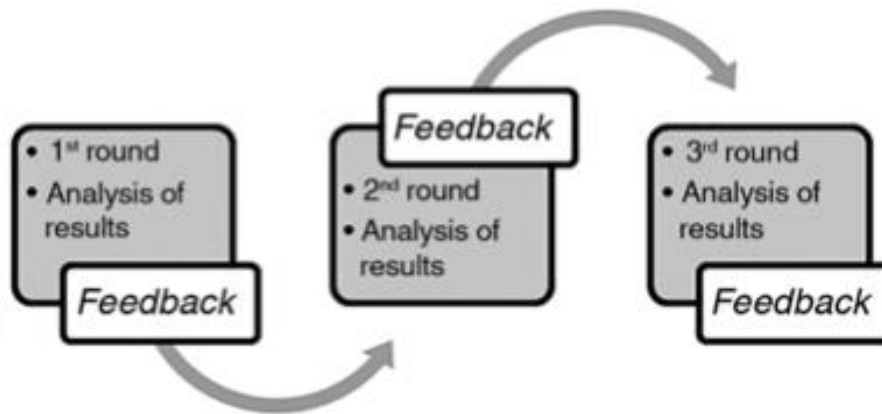 • 1st round
• Analysis of
results
Feedback
Feedback
• 2nd round
• Analysis of
results
• 3rd round
• Analysis of
results
Feedback